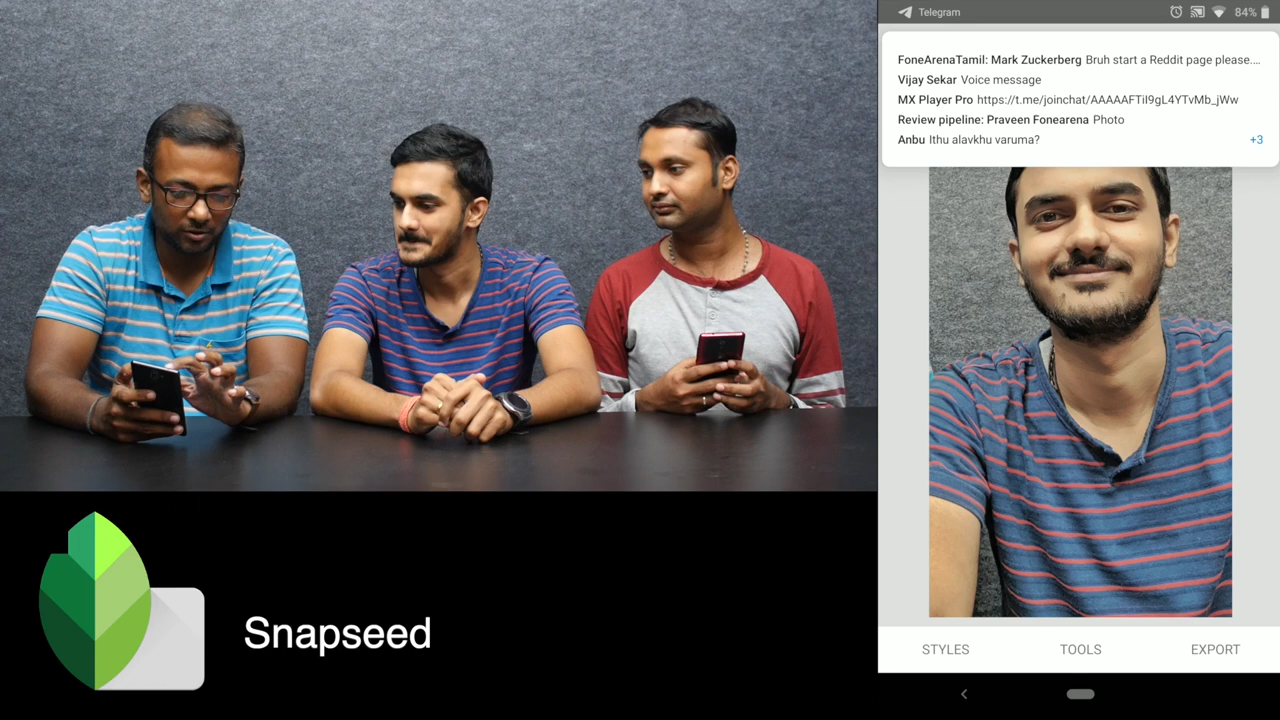 Telegram
84%
FoneArenaTamil: Mark Zuckerberg Bruh start a Reddit page please....
Vijay Sekar Voice message
MX Player Pro https://t.me/joinchat/AAAAAFTiI9gL4YTvMb_jWw
Review pipeline: Praveen Fonearena Photo
Anbu Ithu alavkhu varuma?
+3
Snapseed
STYLES
TOOLS
EXPORT